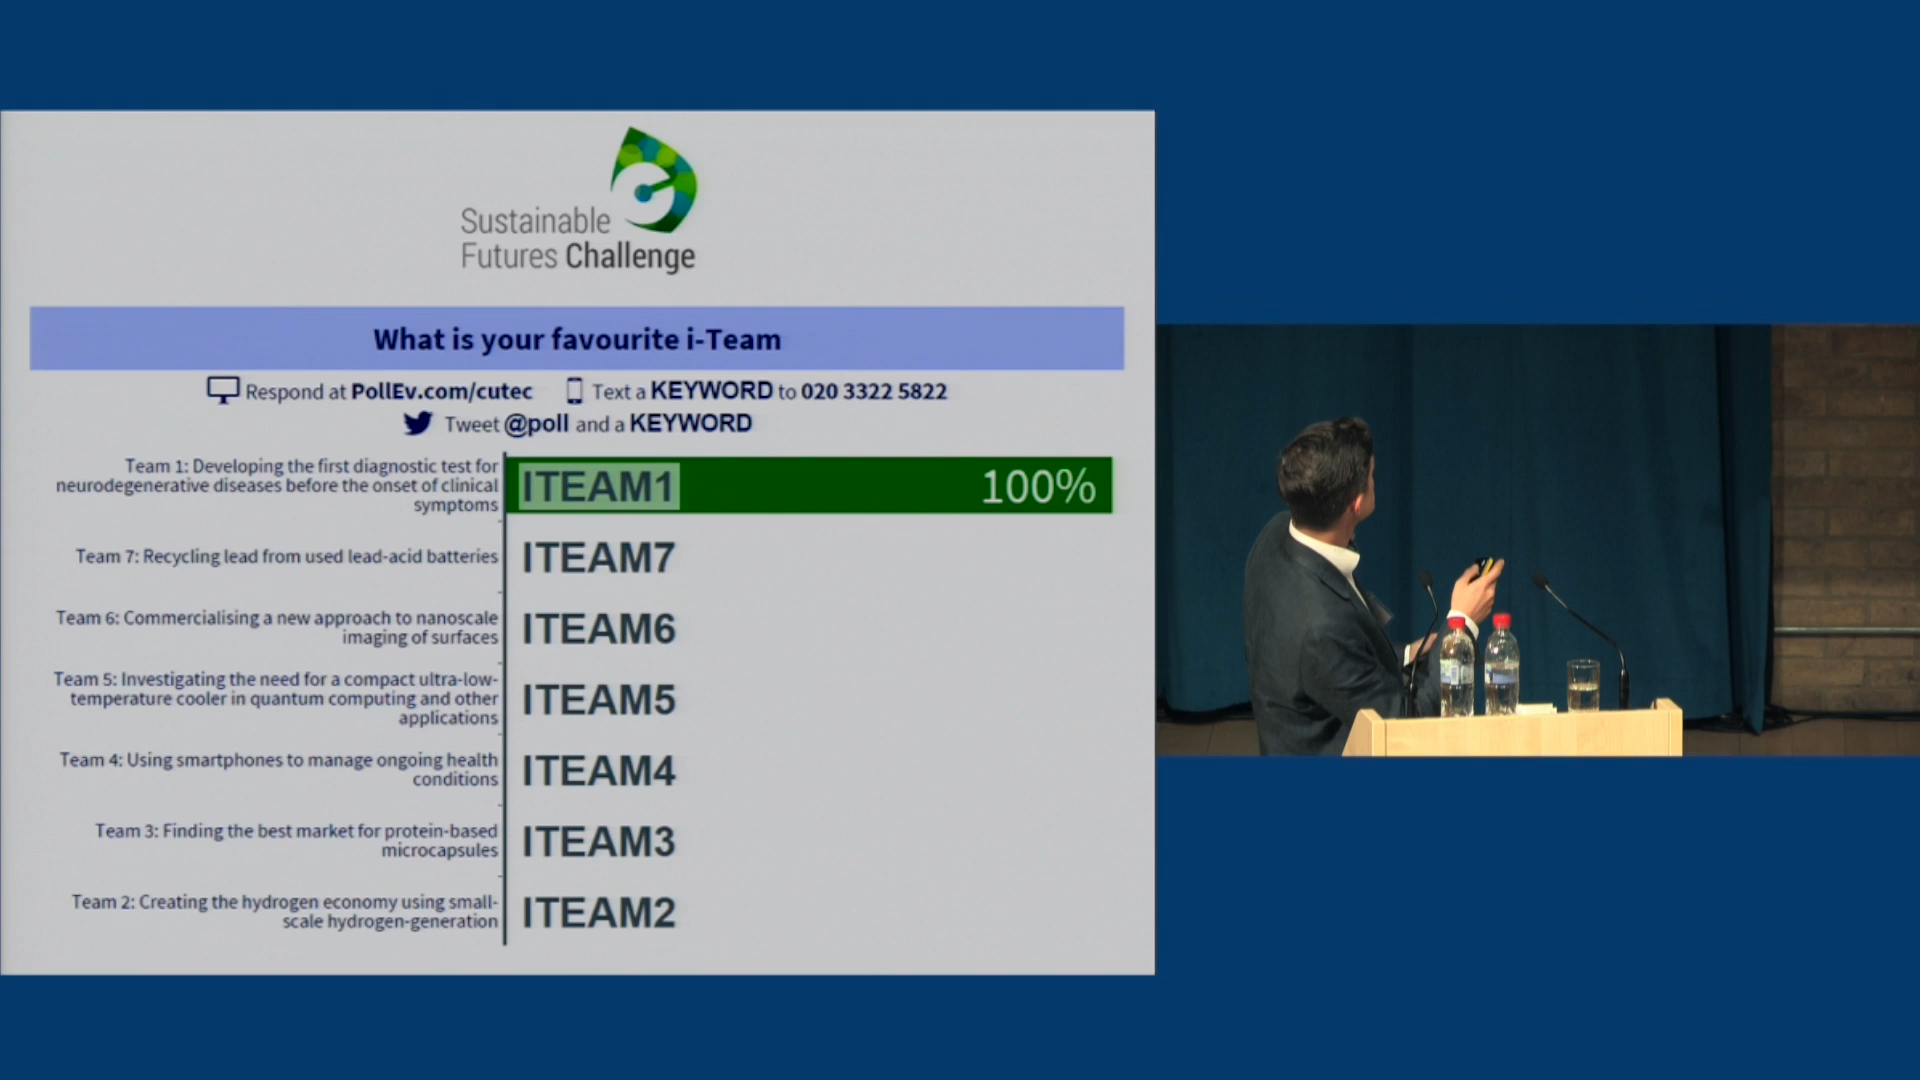 Sustainable
Futures Challenge
What is your favourite i-Team
Respond at PollEv.com/cutec Text a KEYWORD to 020 3322 5822
Tweet @poll and a KEYWORD
Team 1: Developing the first diagnostic test for
neurodegenerative diseases before the onset of clinical
symptoms
ITEAM1 100%
Team 7: Recycling lead from used lead-acid batteries
ITEAM7
Team 6: Commercialising a new approach to nanoscale
imaging of surfaces
ITEAM6
Team 5: Investigating the need for a compact ultra-low-
temperature cooler in quantum computing and other
applications
ITEAM5
Team 4: Using smartphones to manage ongoing health
conditions
ITEAM4
Team 3: Finding the best market for protein-based
microcapsules
ITEAM3
Team 2: Creating the hydrogen economy using small-
scale hydrogen-generation
ITEAM2